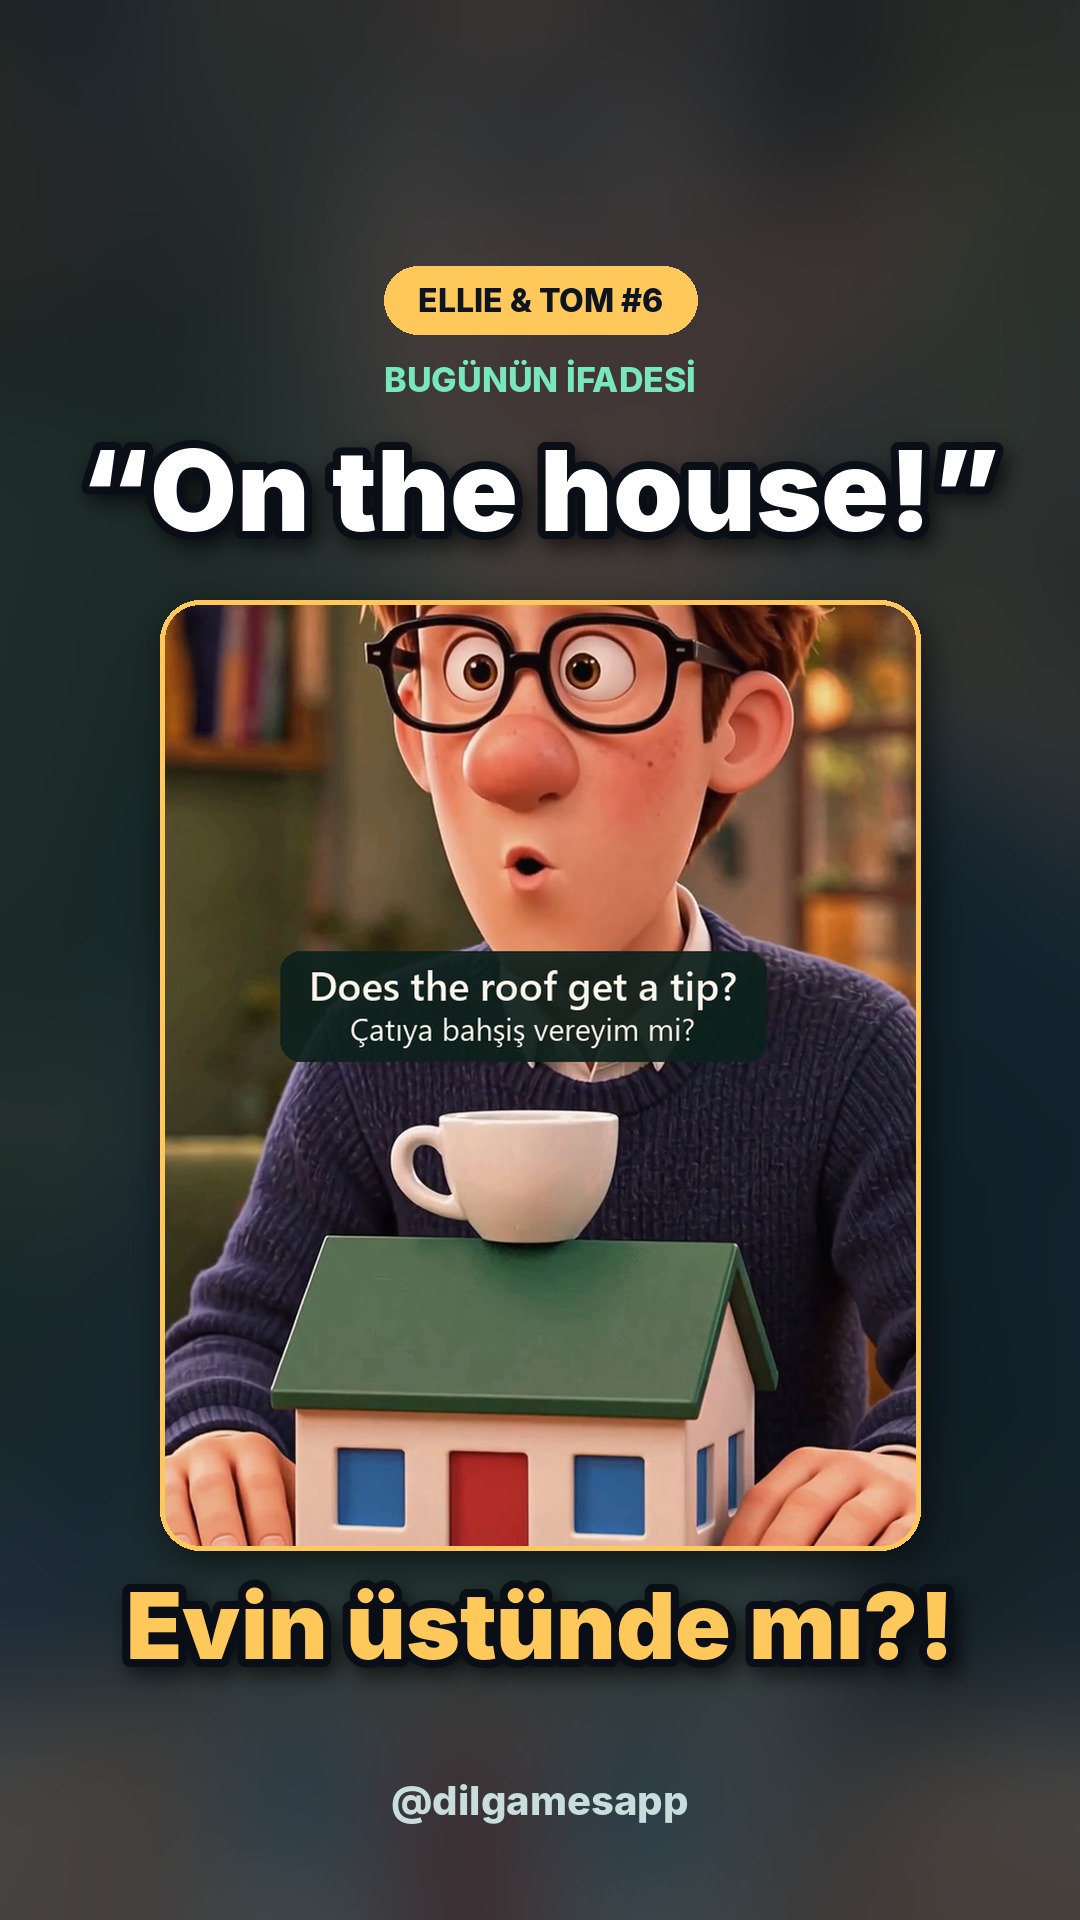 ELLIE & TOM #6
BUGÜNÜN İFADESİ
“On the house!”
Does the roof get a tip?
Çatıya bahşiş vereyim mi?
Evin üstünde mı?!
@dilgamesapp